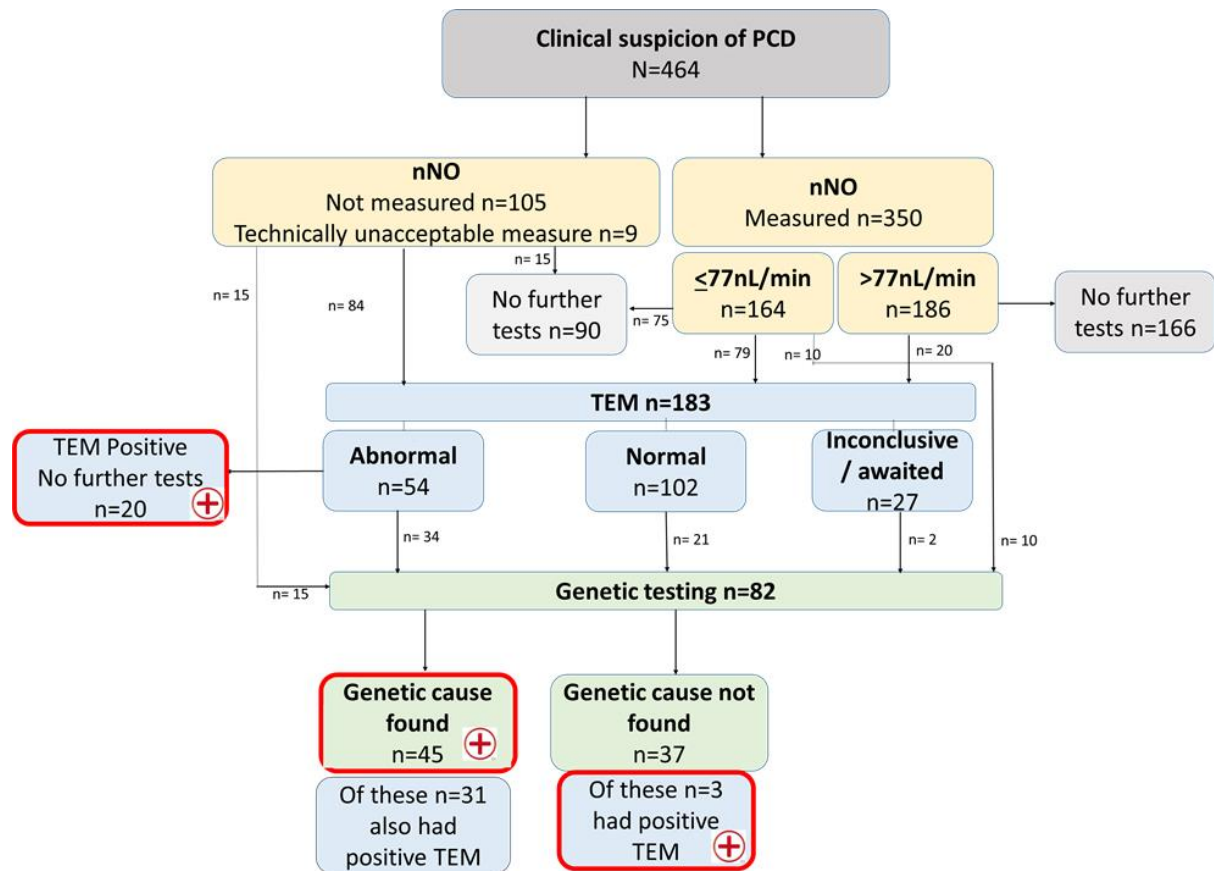 Clinical suspicion of PCD
N=464
nNO
Not measured n=105
Technically unacceptable measure n=9
nNO
Measured n=350
n= 15
n= 15
n= 84
No further
tests n=90
n= 75
≤77nL/min
n=164
>77nL/min
n=186
No further
tests n=166
n= 79
n= 10
n= 20
TEM n=183
TEM Positive
No further tests
n=20
Abnormal
n=54
Normal
n=102
Inconclusive
/ awaited
n=27
n= 34
n= 21
n= 2
n= 10
n= 15
Genetic testing n=82
Genetic cause
found
n=45
Genetic cause not
found
n=37
Of these n=31
also had
positive TEM
Of these n=3
had positive
TEM